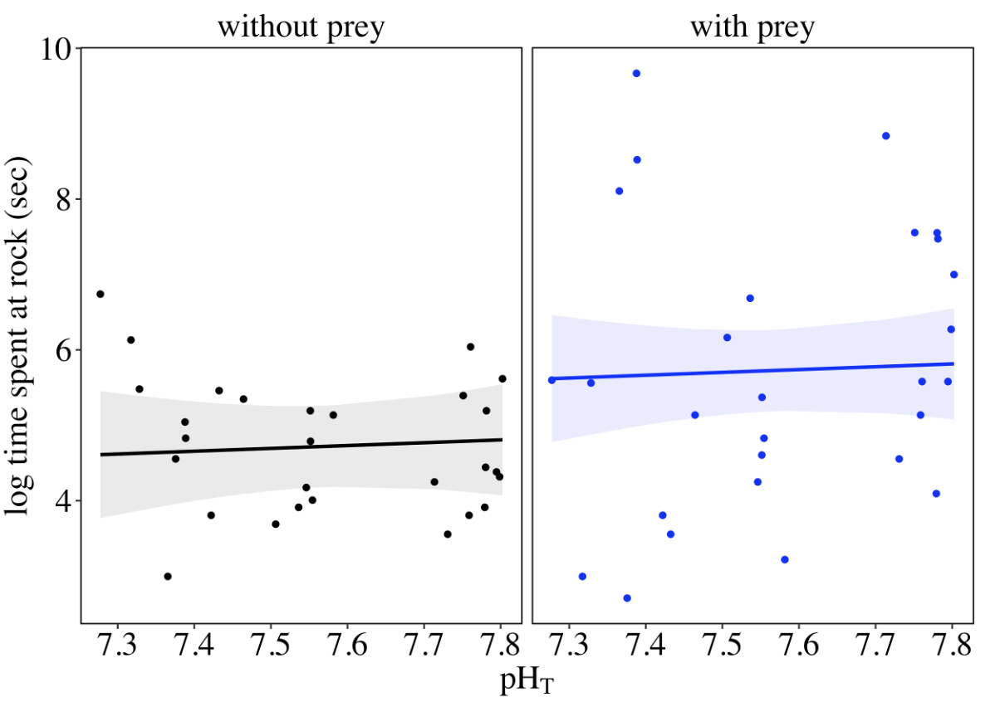 without prey
with prey
log time spent at rock (sec)
10
8
6
4
7.3 7.4 7.5 7.6 7.7 7.8
7.3 7.4 7.5 7.6 7.7 7.8
pHT